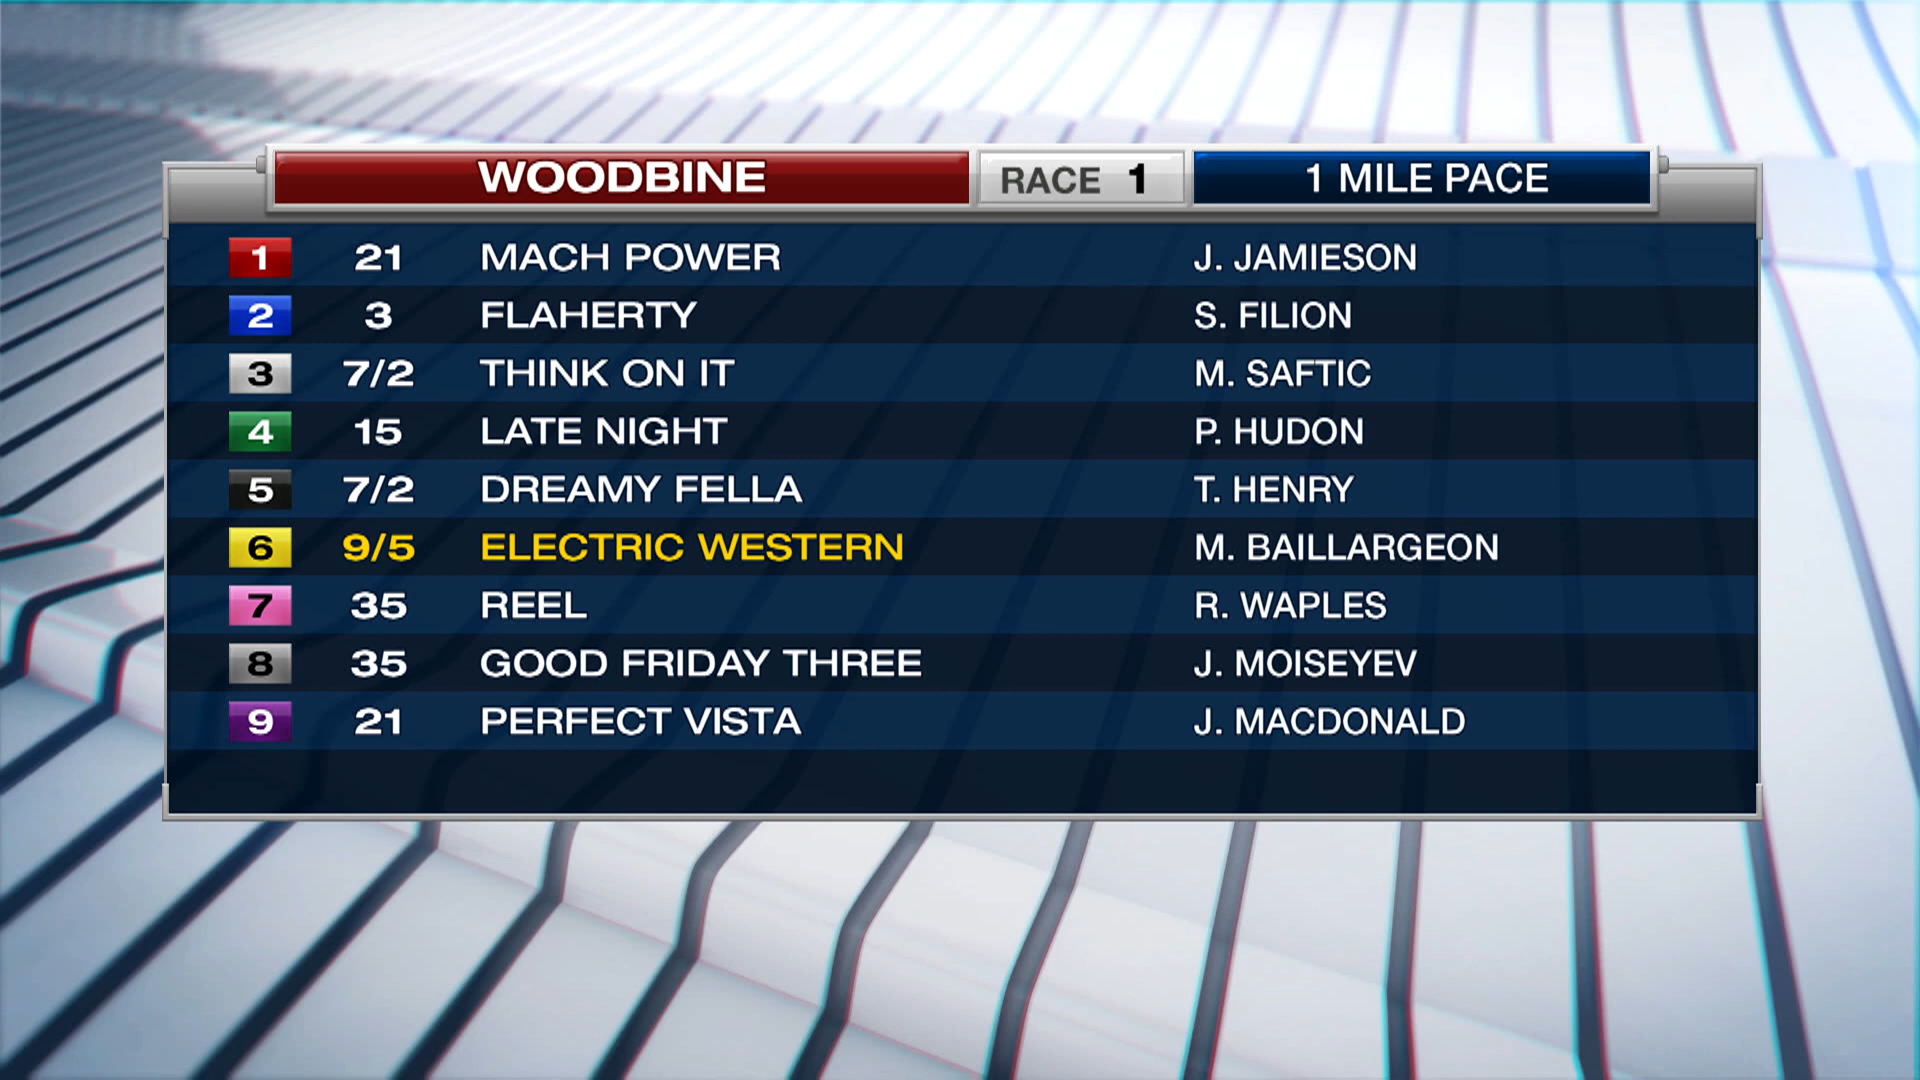 WOODBINE RACE 1 1 MILE PACE
1 21 MACH POWER J. JAMIESON
2 3 FLAHERTY S. FILION
3 7/2 THINK ON IT M. SAFTIC
4 15 LATE NIGHT P. HUDON
5 7/2 DREAMY FELLA T. HENRY
6 9/5 ELECTRIC WESTERN M. BAILLARGEON
7 35 REEL R. WAPLES
8 35 GOOD FRIDAY THREE J. MOISEYEV
9 21 PERFECT VISTA J. MACDONALD